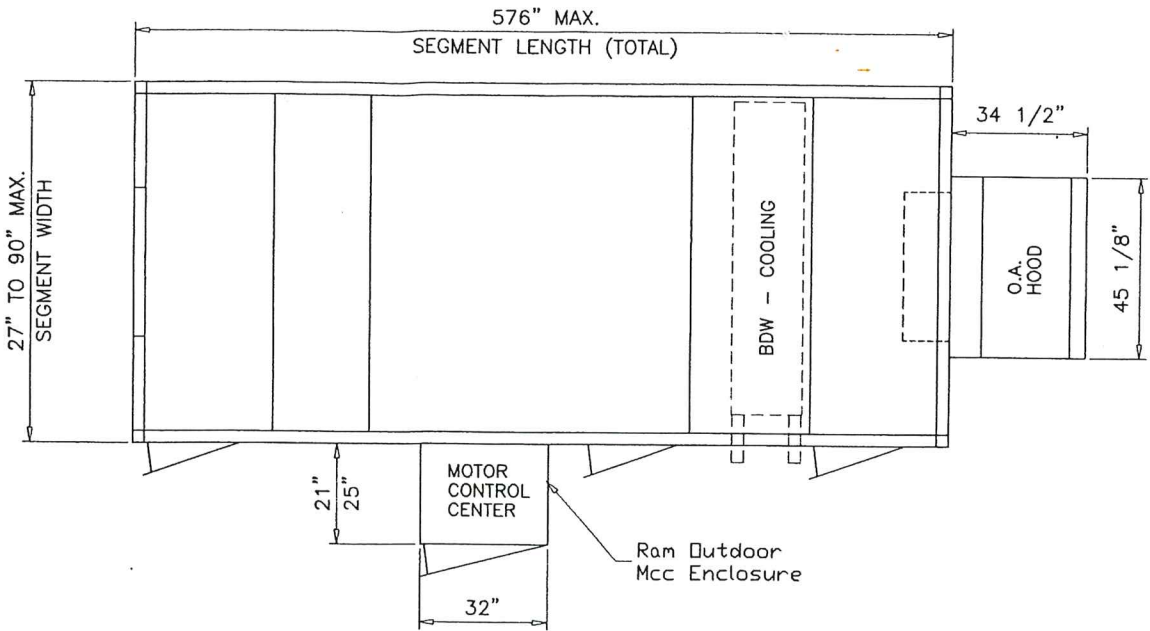 576" MAX.
SEGMENT LENGTH (TOTAL)
34 1/2"
27" TO 90" MAX.
SEGMENT WIDTH
BDW - COOLING
O.A.
HOOD
45 1/8"
21"
25"
MOTOR
CONTROL
CENTER
Ram Outdoor
Mcc Enclosure
32"